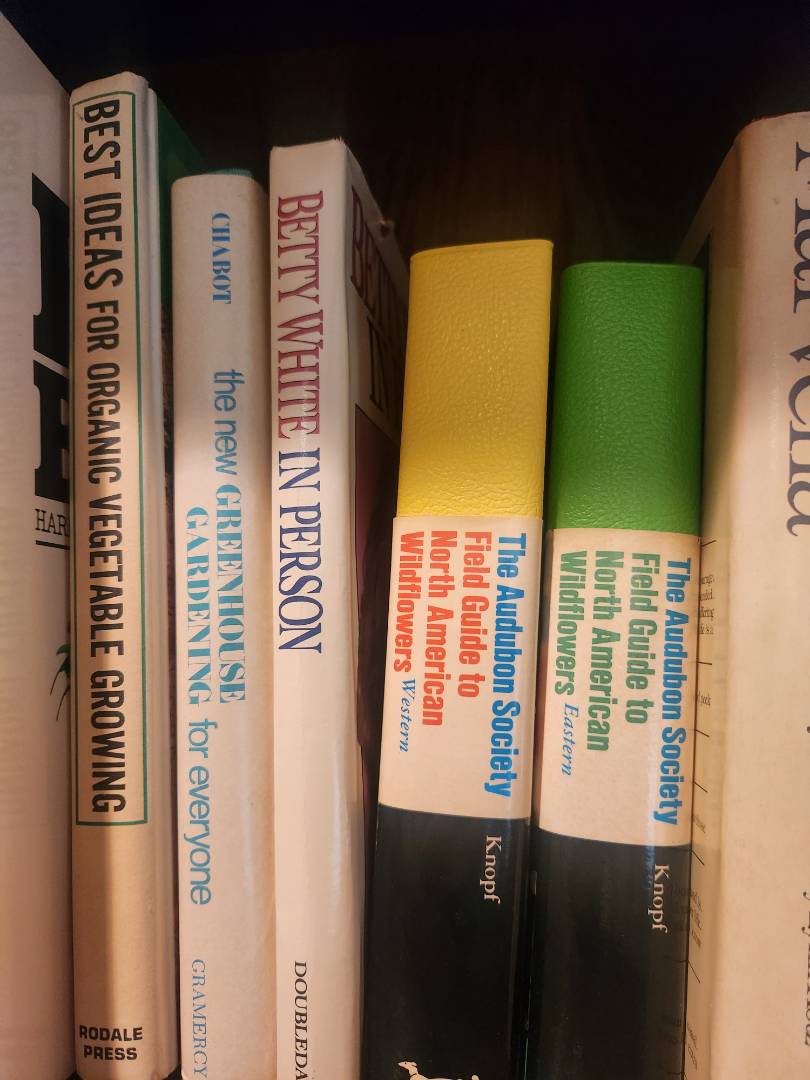 HAR
BEST IDEAS FOR ORGANIC VEGETABLE GROWING
RODALE
PRESS
CHABOT
the new GREENHOUSE
GARDENING for everyone
GRAMERCY
BETTY WHITE IN PERSON
DOUBLEDA
The Audubon Society
Field Guide to
North American
Wildflowers Western
Knopf
The Audubon Society
Field Guide to
North American
Wildflowers Eastern
Knopf